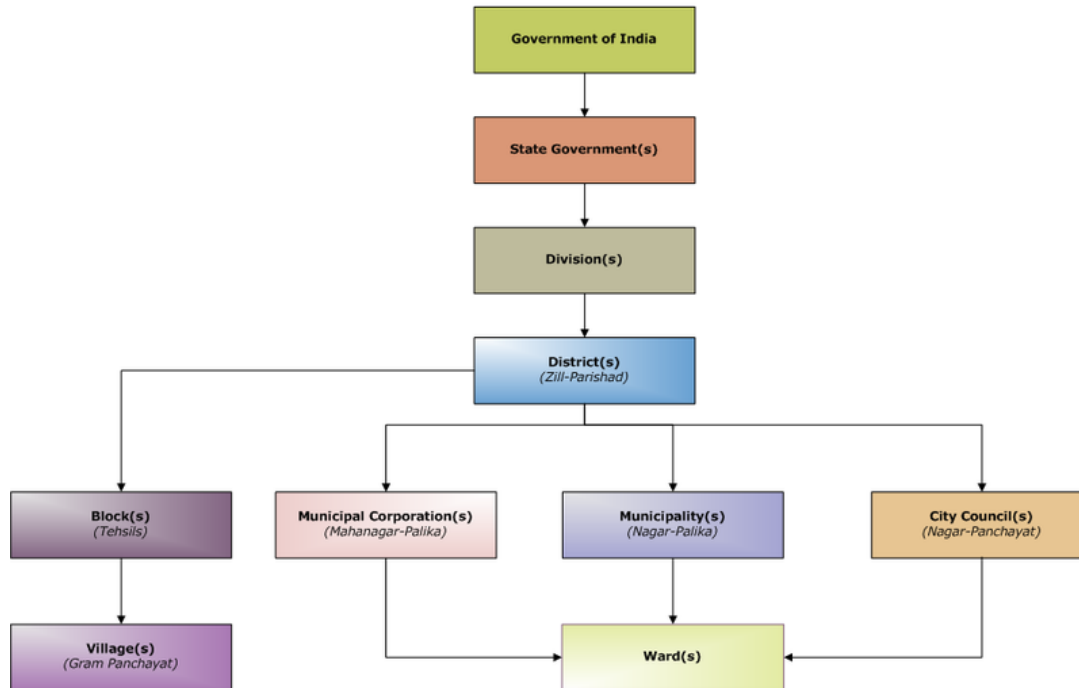 Government of India
State Government(s)
Division(s)
District(s)
(Zill-Parishad)
Block(s)
(Tehsils)
Municipal Corporation(s)
(Mahanagar-Palika)
Municipality(s)
(Nagar-Palika)
City Council(s)
(Nagar-Panchayat)
Village(s)
(Gram Panchayat)
Ward(s)